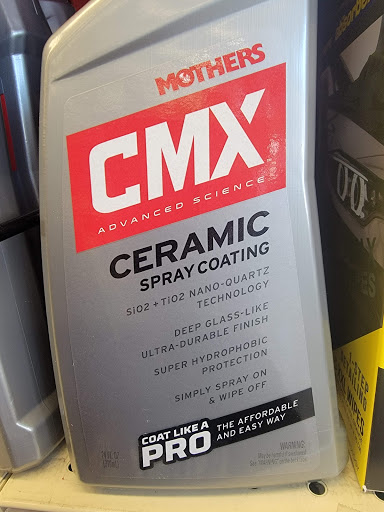 MOTHERS
CMX
ADVANCED SCIENCE
CERAMIC
SPRAY COATING
SiO2 + TiO2 NANO-QUARTZ
TECHNOLOGY
DEEP GLASS-LIKE
ULTRA-DURABLE FINISH
SUPER HYDROPHOBIC
PROTECTION
SIMPLY SPRAY ON
& WIPE OFF
COAT LIKE A
PRO
THE AFFORDABLE
AND EASY WAY
WARNING: